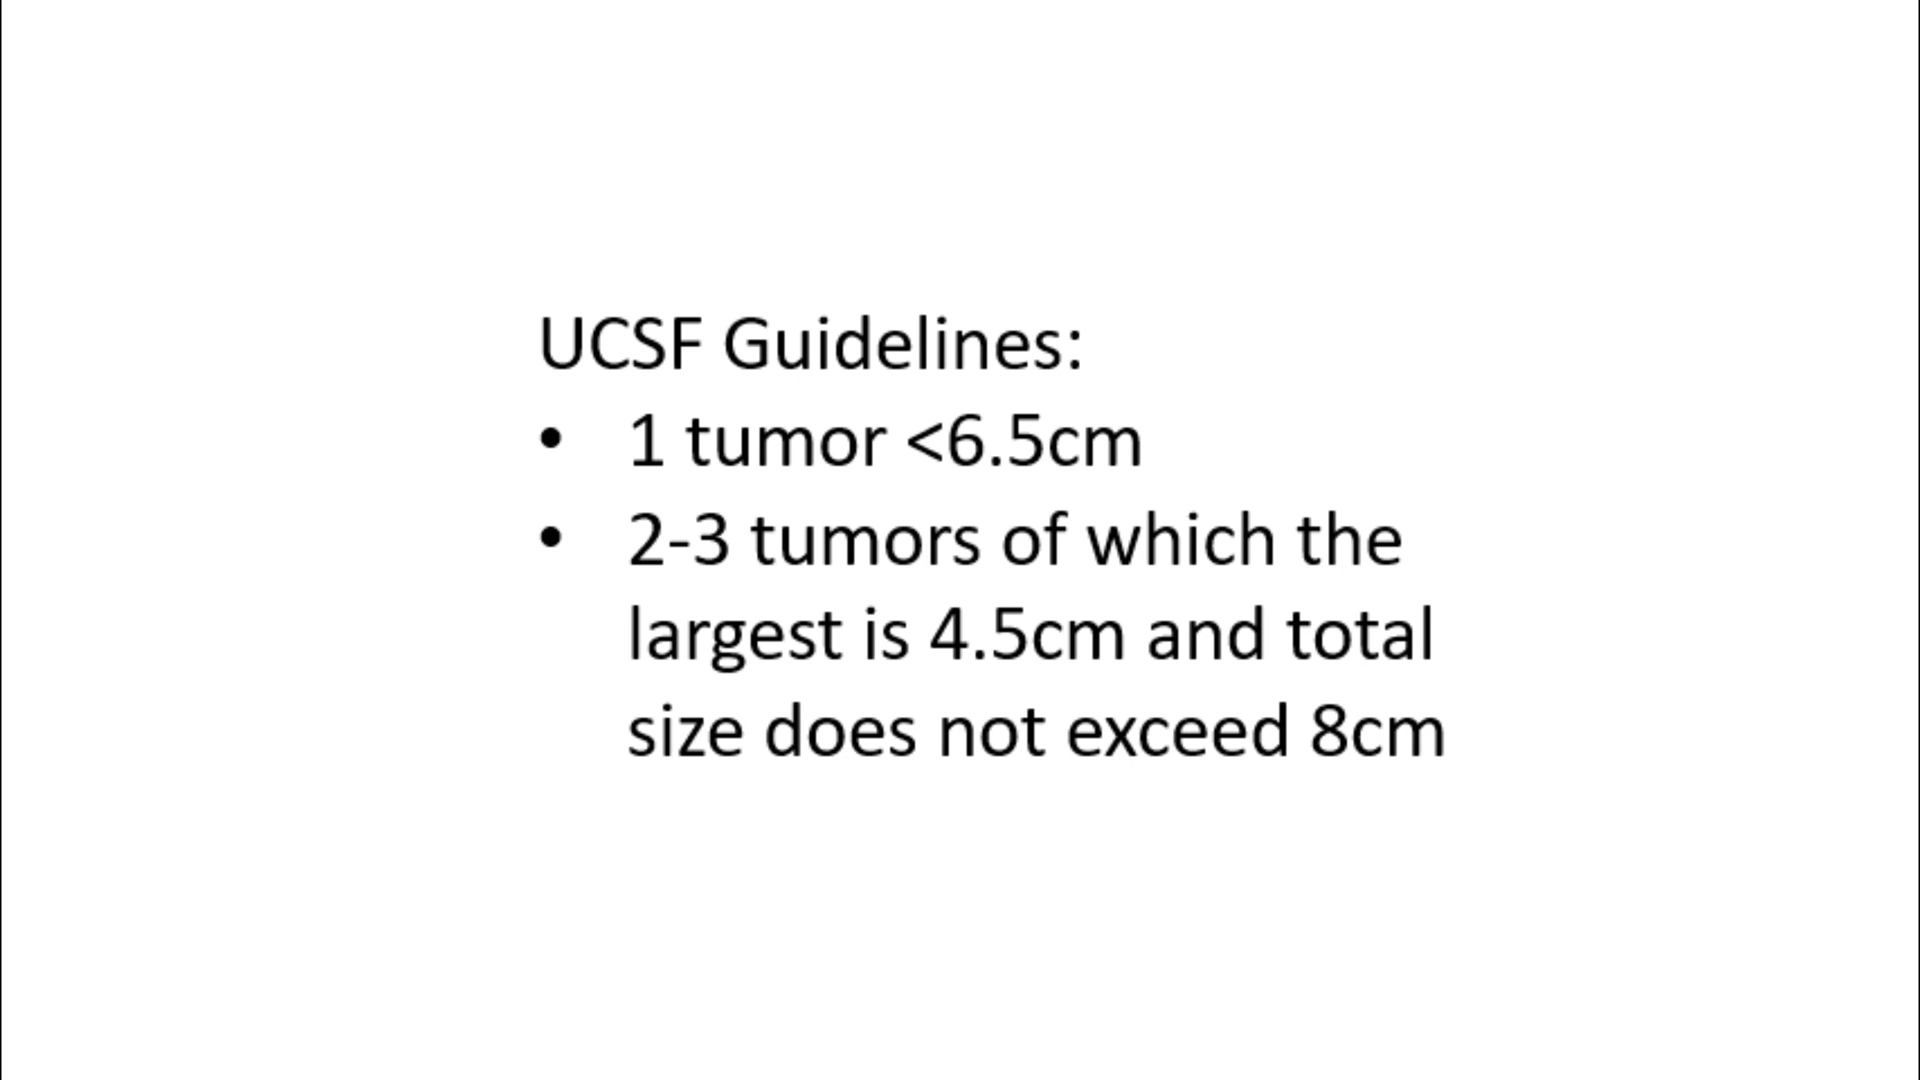 UCSF Guidelines:
• 1 tumor <6.5cm
• 2-3 tumors of which the
largest is 4.5cm and total
size does not exceed 8cm